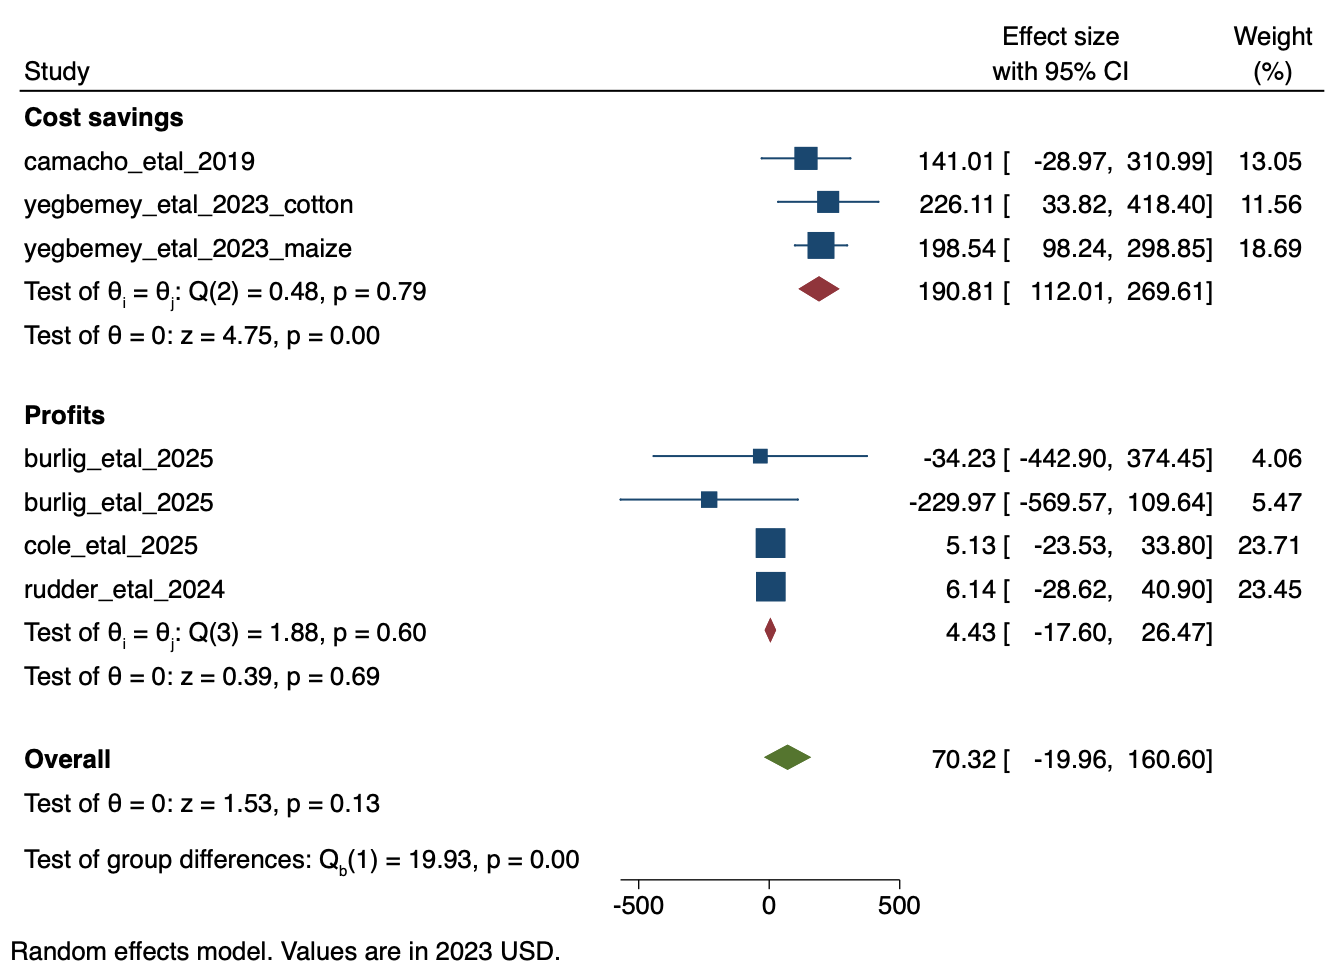 Effect size Weight
Study with 95% CI (%)
Cost savings
camacho_etal_2019 141.01 [ -28.97, 310.99] 13.05
yegbemey_etal_2023_cotton 226.11 [ 33.82, 418.40] 11.56
yegbemey_etal_2023_maize 198.54 [ 98.24, 298.85] 18.69
Test of θi = θj: Q(2) = 0.48, p = 0.79 190.81 [ 112.01, 269.61]
Test of θ = 0: z = 4.75, p = 0.00
Profits
burlig_etal_2025 -34.23 [ -442.90, 374.45] 4.06
burlig_etal_2025 -229.97 [ -569.57, 109.64] 5.47
cole_etal_2025 5.13 [ -23.53, 33.80] 23.71
rudder_etal_2024 6.14 [ -28.62, 40.90] 23.45
Test of θi = θj: Q(3) = 1.88, p = 0.60 4.43 [ -17.60, 26.47]
Test of θ = 0: z = 0.39, p = 0.69
Overall 70.32 [ -19.96, 160.60]
Test of θ = 0: z = 1.53, p = 0.13
Test of group differences: Qb(1) = 19.93, p = 0.00
-500 0 500
Random effects model. Values are in 2023 USD.